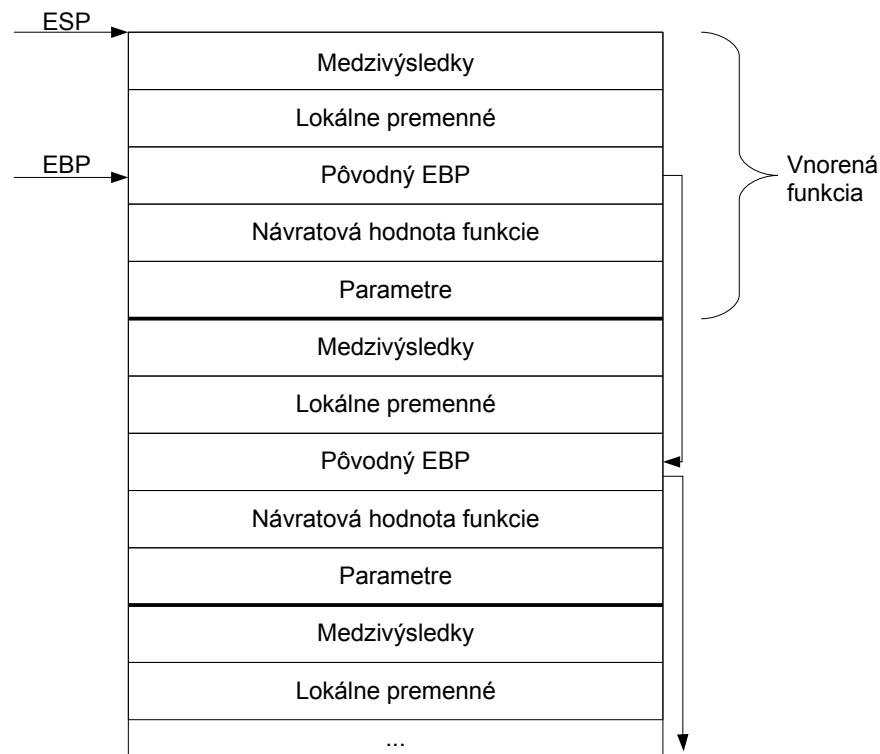 ESP
Medzivýsledky
Lokálne premenné
EBP
Pôvodný EBP
Vnorená
funkcia
Návratová hodnota funkcie
Parametre
Medzivýsledky
Lokálne premenné
Pôvodný EBP
Návratová hodnota funkcie
Parametre
Medzivýsledky
Lokálne premenné
...